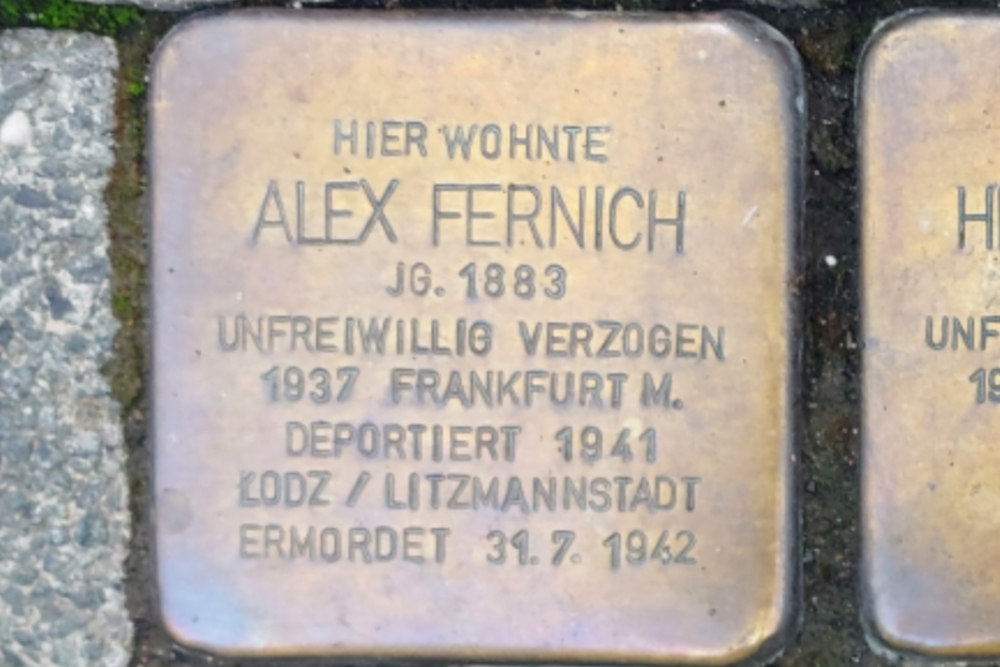 HIER WOHNTE
ALEX FERNICH
JG. 1883
UNFREIWILLIG VERZOGEN
1937 FRANKFURT M.
DEPORTIERT 1941
ŁODZ / LITZMANNSTADT
ERMORDET 31.7.1942